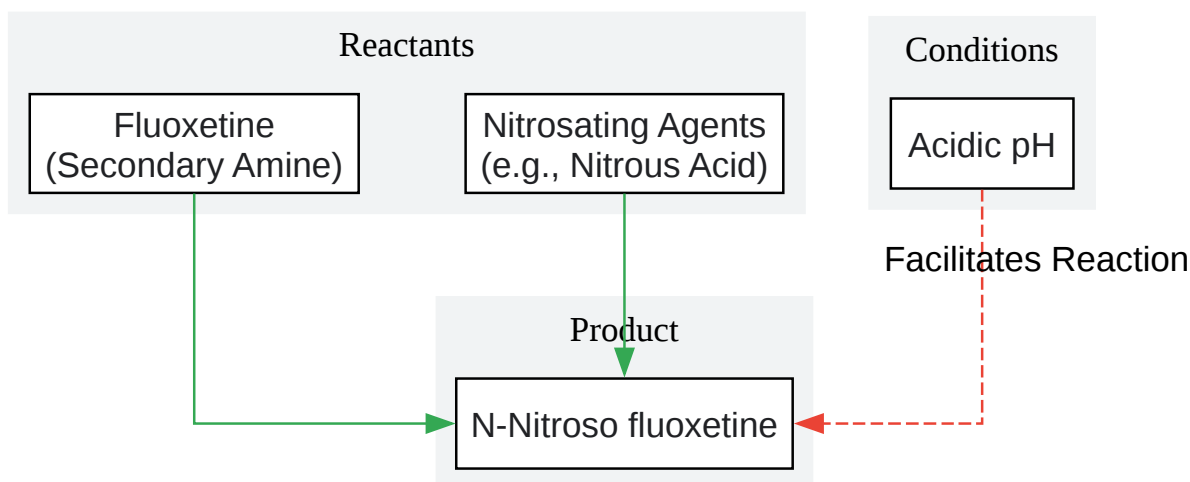 Reactants
Conditions
Fluoxetine
(Secondary Amine)
Nitrosating Agents
(e.g., Nitrous Acid)
Acidic pH
Facilitates Reaction
Product
N-Nitroso fluoxetine